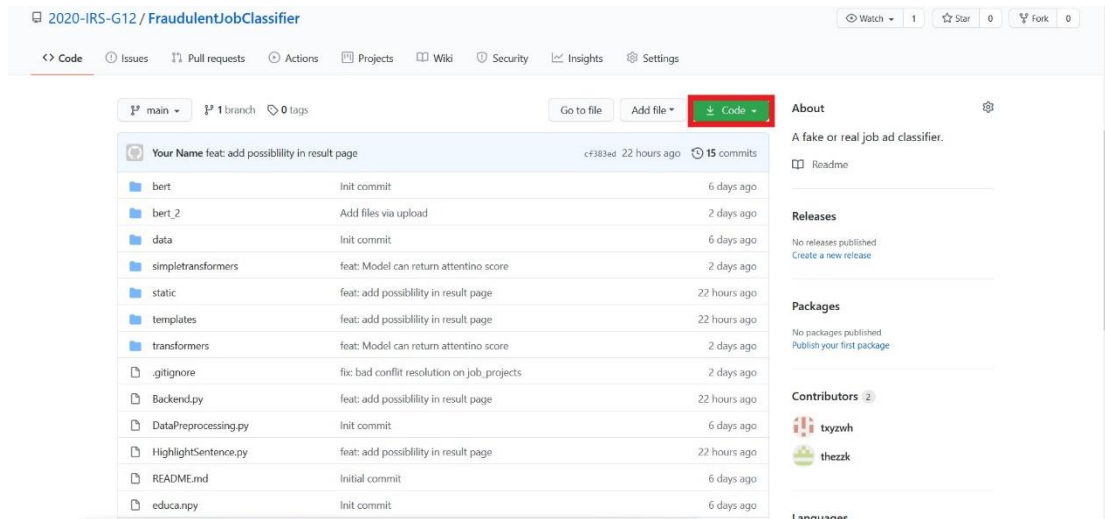 2020-IRS-G12 / FraudulentJobClassifier
Watch 1 Star 0 Fork 0
Code Issues Pull requests Actions Projects Wiki Security Insights Settings
main 1 branch 0 tags Go to file Add file Code
About
A fake or real job ad classifier.
Readme
Your Name feat: add possiblility in result page cf383ed 22 hours ago 15 commits
bert Init commit 6 days ago
bert_2 Add files via upload 2 days ago
data Init commit 6 days ago
simpletransformers feat: Model can return attentino score 2 days ago
static feat: add possiblility in result page 22 hours ago
templates feat: add possiblility in result page 22 hours ago
transformers feat: Model can return attentino score 2 days ago
.gitignore fix: bad conflit resolution on job_projects 2 days ago
Backend.py feat: add possiblility in result page 22 hours ago
DataPreprocessing.py Init commit 6 days ago
HighlightSentence.py feat: add possiblility in result page 22 hours ago
README.md Initial commit 6 days ago
educa.npy Init commit 6 days ago
Releases
No releases published
Create a new release
Packages
No packages published
Publish your first package
Contributors 2
txyzwh
thezzk
Languages